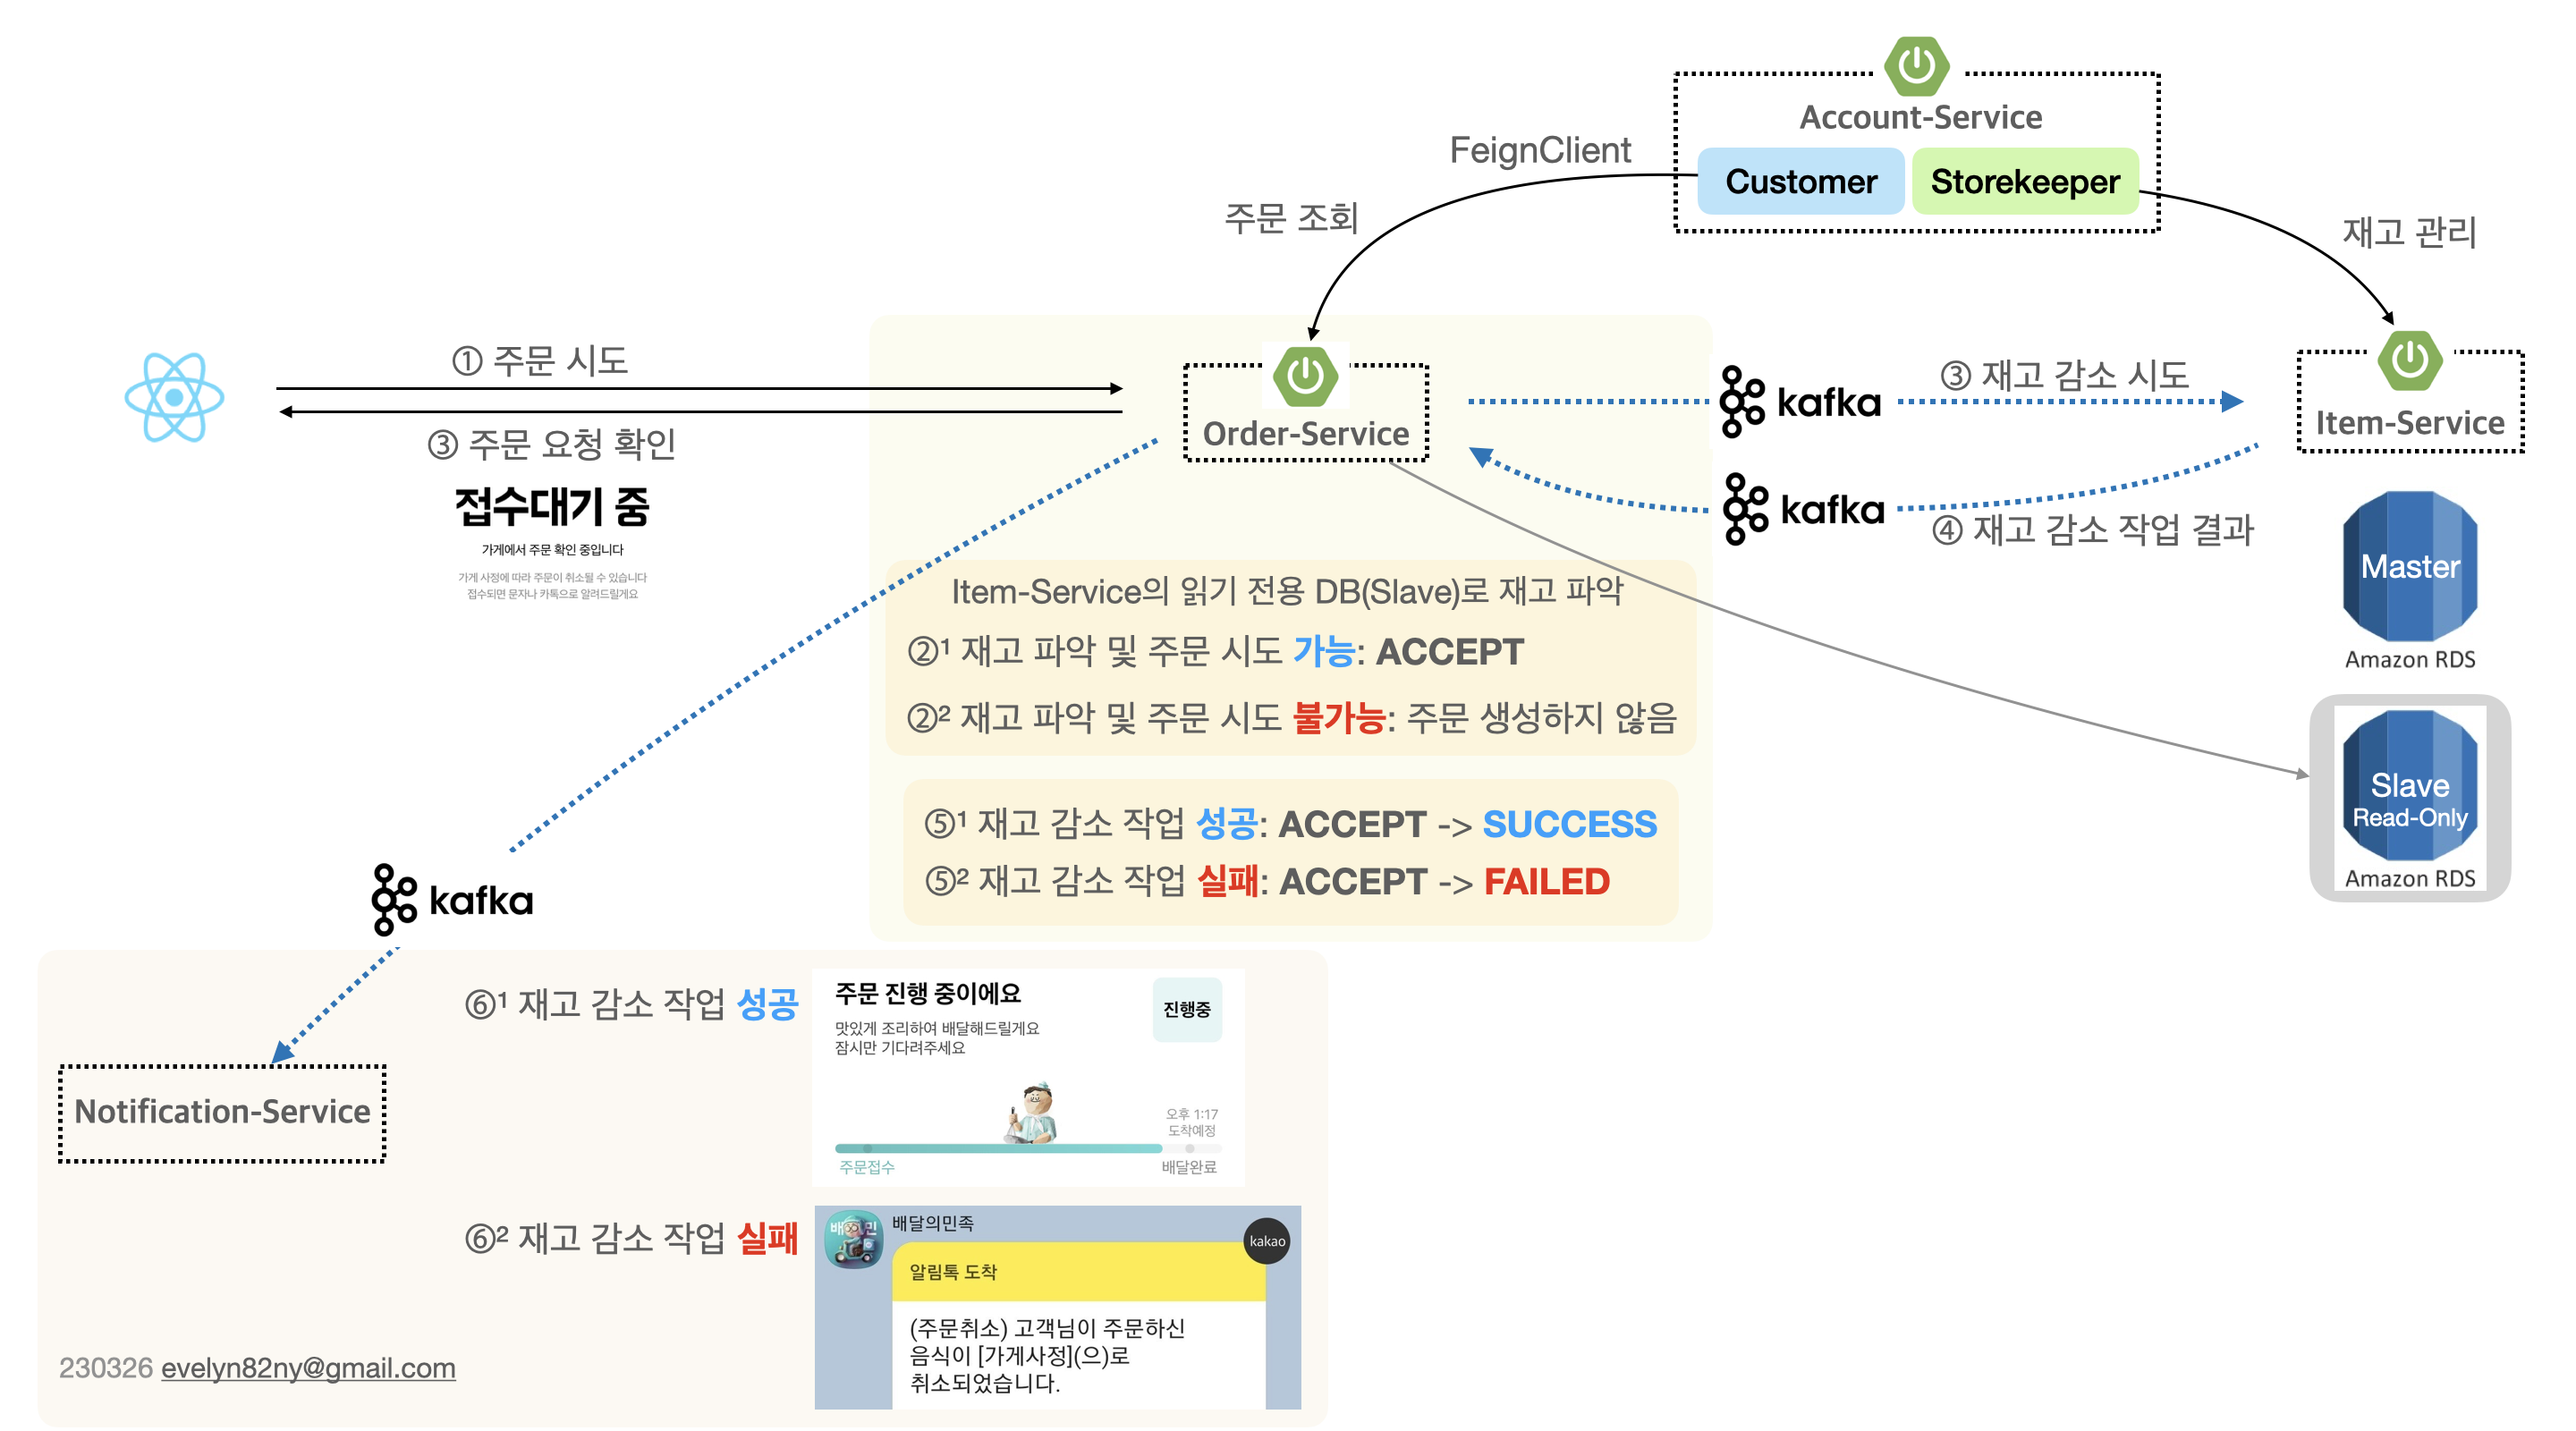 Account-Service
Customer
Storekeeper
FeignClient
주문 조회
재고 관리
① 주문 시도
③ 주문 요청 확인
접수대기 중
가게에서 주문 확인 중입니다
가게 사정에 따라 주문이 취소될 수 있습니다
접수되면 문자나 카톡으로 알려드릴게요
Order-Service
kafka
③ 재고 감소 시도
Item-Service
kafka
④ 재고 감소 작업 결과
Master
Amazon RDS
Slave
Read-Only
Amazon RDS
Item-Service의 읽기 전용 DB(Slave)로 재고 파악
②¹ 재고 파악 및 주문 시도 가능: ACCEPT
②² 재고 파악 및 주문 시도 불가능: 주문 생성하지 않음
⑤¹ 재고 감소 작업 성공: ACCEPT -> SUCCESS
⑤² 재고 감소 작업 실패: ACCEPT -> FAILED
kafka
Notification-Service
⑥¹ 재고 감소 작업 성공
주문 진행 중이에요
진행중
맛있게 조리하여 배달해드릴게요
잠시만 기다려주세요
오후 1:17
도착예정
주문접수
배달완료
⑥² 재고 감소 작업 실패
배달의민족
kakao
알림톡 도착
(주문취소) 고객님이 주문하신
음식이 [가게사정](으)로
취소되었습니다.
230326 evelyn82ny@gmail.com